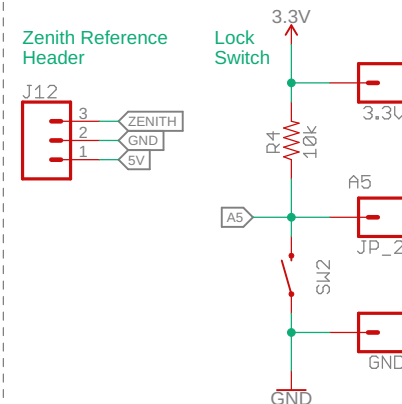 3.3V
Zenith Reference
Header
Lock
Switch
J12
3
ZENITH
2
GND
1
5V
R4
10k
3.3V
A5
A5
JP_2
SW2
GND
GND